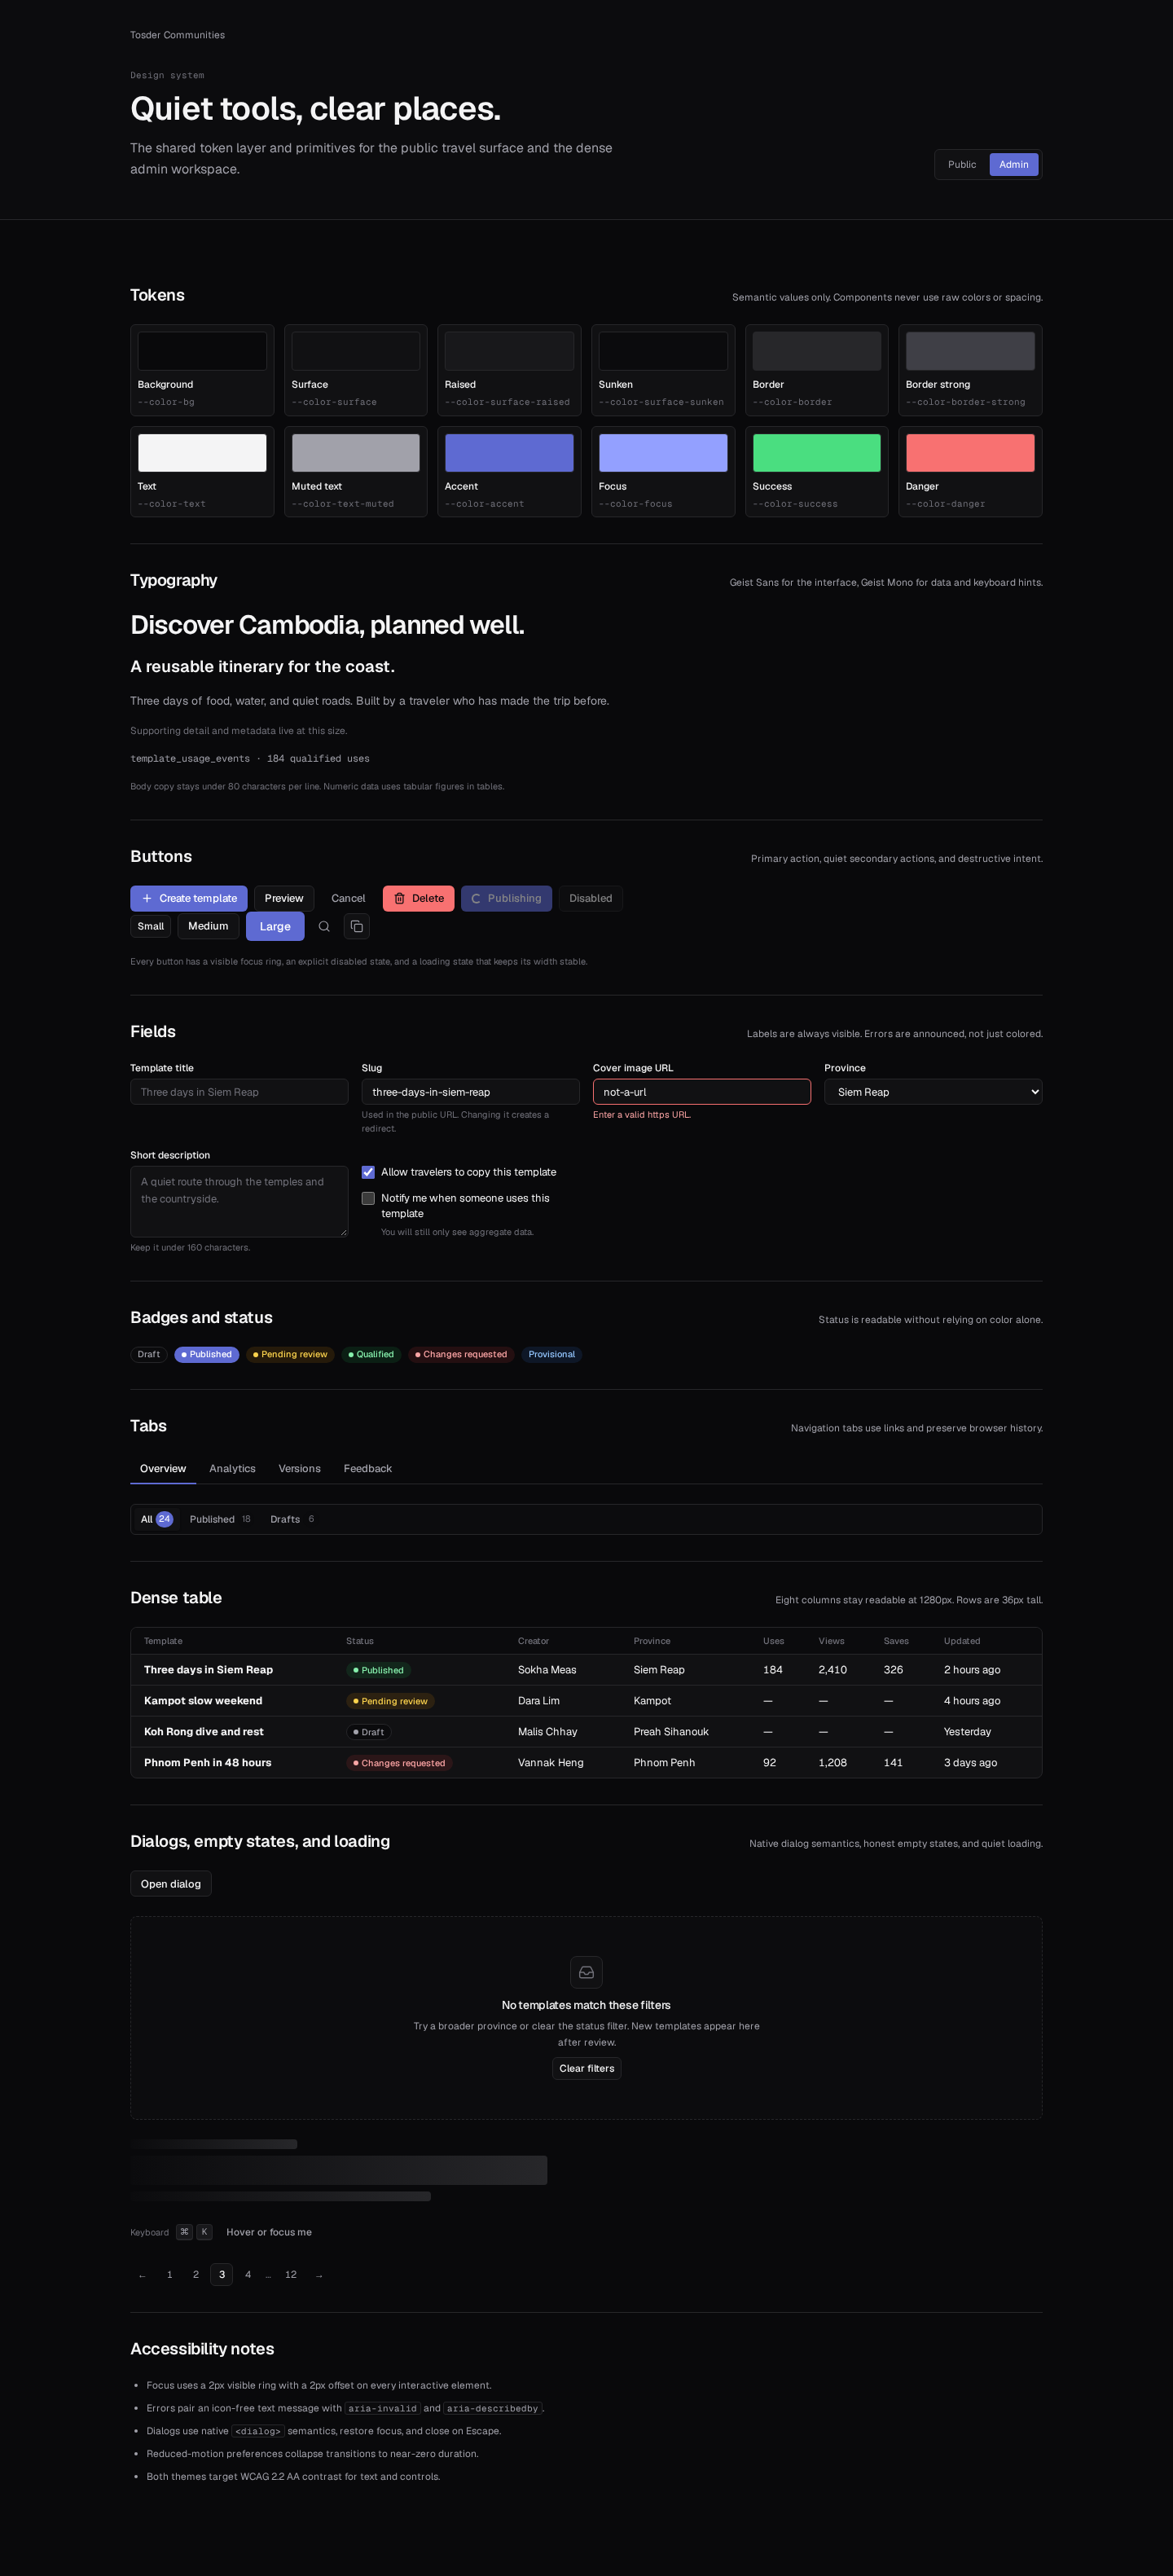 Tosder Communities
Design system
Quiet tools, clear places.
The shared token layer and primitives for the public travel surface and the dense
admin workspace.
Public Admin
Tokens
Semantic values only. Components never use raw colors or spacing.
Background Surface Raised Sunken Border Border strong
--color-bg --color-surface --color-surface-raised --color-surface-sunken --color-border --color-border-strong
Text Muted text Accent Focus Success Danger
--color-text --color-text-muted --color-accent --color-focus --color-success --color-danger
Typography
Geist Sans for the interface, Geist Mono for data and keyboard hints.
Discover Cambodia, planned well.
A reusable itinerary for the coast.
Three days of food, water, and quiet roads. Built by a traveler who has made the trip before.
Supporting detail and metadata live at this size.
template_usage_events · 184 qualified uses
Body copy stays under 80 characters per line. Numeric data uses tabular figures in tables.
Buttons
Primary action, quiet secondary actions, and destructive intent.
Create template Preview Cancel Delete Publishing Disabled
Small Medium Large
Every button has a visible focus ring, an explicit disabled state, and a loading state that keeps its width stable.
Fields
Labels are always visible. Errors are announced, not just colored.
Template title Slug Cover image URL Province
Three days in Siem Reap three-days-in-siem-reap not-a-url Siem Reap
Used in the public URL. Changing it creates a
redirect.
Enter a valid https URL.
Short description
A quiet route through the temples and
the countryside.
Keep it under 160 characters.
Allow travelers to copy this template
Notify me when someone uses this
template
You will still only see aggregate data.
Badges and status
Status is readable without relying on color alone.
Draft Published Pending review Qualified Changes requested Provisional
Tabs
Navigation tabs use links and preserve browser history.
Overview Analytics Versions Feedback
All 24 Published 18 Drafts 6
Dense table
Eight columns stay readable at 1280px. Rows are 36px tall.
Template Status Creator Province Uses Views Saves Updated
Three days in Siem Reap Published Sokha Meas Siem Reap 184 2,410 326 2 hours ago
Kampot slow weekend Pending review Dara Lim Kampot — — — 4 hours ago
Koh Rong dive and rest Draft Malis Chhay Preah Sihanouk — — — Yesterday
Phnom Penh in 48 hours Changes requested Vannak Heng Phnom Penh 92 1,208 141 3 days ago
Dialogs, empty states, and loading
Native dialog semantics, honest empty states, and quiet loading.
Open dialog
No templates match these filters
Try a broader province or clear the status filter. New templates appear here
after review.
Clear filters
Keyboard ⌘ K Hover or focus me
← 1 2 3 4 … 12 →
Accessibility notes
• Focus uses a 2px visible ring with a 2px offset on every interactive element.
• Errors pair an icon-free text message with aria-invalid and aria-describedby.
• Dialogs use native <dialog> semantics, restore focus, and close on Escape.
• Reduced-motion preferences collapse transitions to near-zero duration.
• Both themes target WCAG 2.2 AA contrast for text and controls.